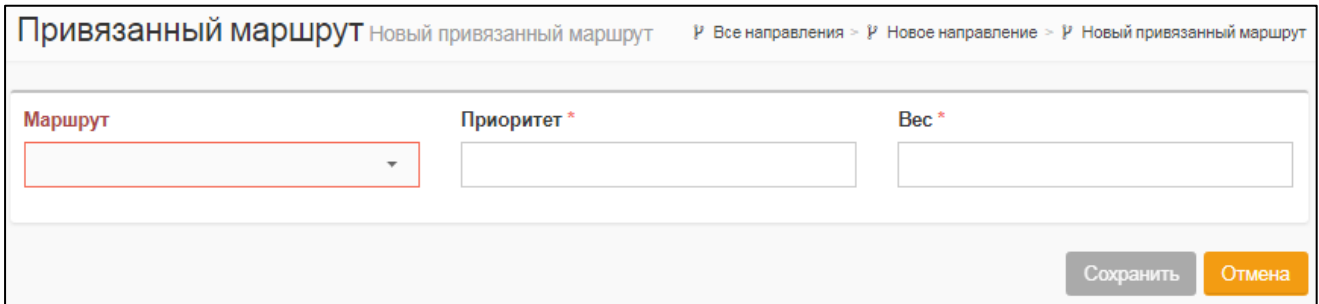 Привязанный маршрут Новый привязанный маршрут Все направления > Новое направление > Новый привязанный маршрут
Маршрут Приоритет * Вес *
Сохранить Отмена